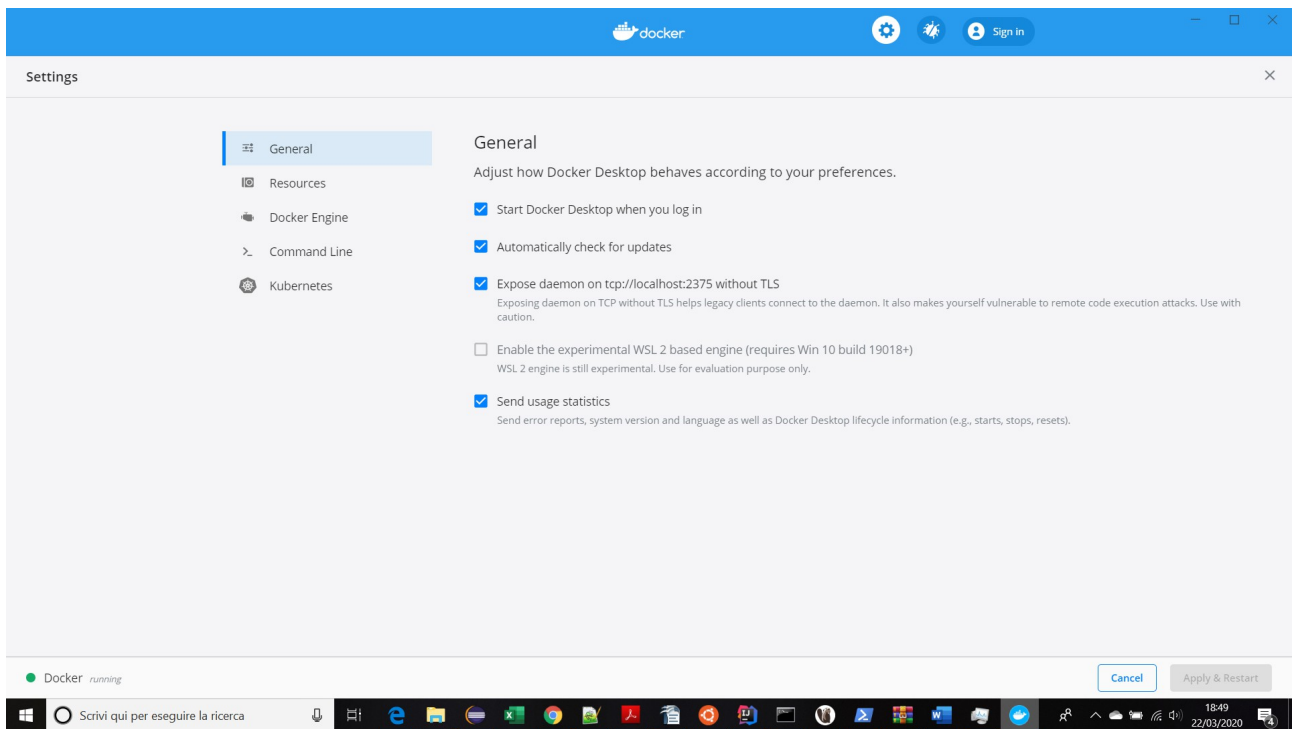 docker
Sign in
Settings
General
Resources
Docker Engine
Command Line
Kubernetes
General
Adjust how Docker Desktop behaves according to your preferences.
Start Docker Desktop when you log in
Automatically check for updates
Expose daemon on tcp://localhost:2375 without TLS
Exposing daemon on TCP without TLS helps legacy clients connect to the daemon. It also makes yourself vulnerable to remote code execution attacks. Use with
caution.
Enable the experimental WSL 2 based engine (requires Win 10 build 19018+)
WSL 2 engine is still experimental. Use for evaluation purpose only.
Send usage statistics
Send error reports, system version and language as well as Docker Desktop lifecycle information (e.g., starts, stops, resets).
Docker running
Cancel
Apply & Restart
Scrivi qui per eseguire la ricerca
18:49
22/03/2020
4